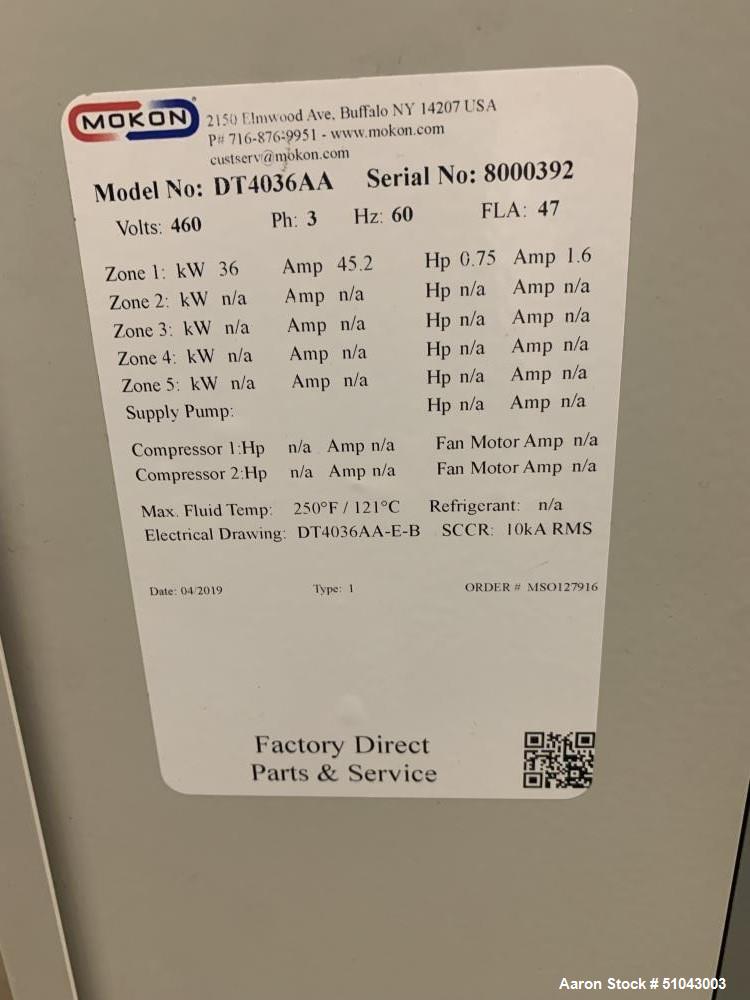 MOKON
2150 Elmwood Ave, Buffalo NY 14207 USA
P# 716-876-9951 - www.mokon.com
custserv@mokon.com
Model No: DT4036AA Serial No: 8000392
Volts: 460 Ph: 3 Hz: 60 FLA: 47
Zone 1: kW 36 Amp 45.2 Hp 0.75 Amp 1.6
Zone 2: kW n/a Amp n/a Hp n/a Amp n/a
Zone 3: kW n/a Amp n/a Hp n/a Amp n/a
Zone 4: kW n/a Amp n/a Hp n/a Amp n/a
Zone 5: kW n/a Amp n/a Hp n/a Amp n/a
Supply Pump: Hp n/a Amp n/a
Compressor 1:Hp n/a Amp n/a Fan Motor Amp n/a
Compressor 2:Hp n/a Amp n/a Fan Motor Amp n/a
Max. Fluid Temp: 250°F / 121°C Refrigerant: n/a
Electrical Drawing: DT4036AA-E-B SCCR: 10kA RMS
Date: 04/2019 Type: 1 ORDER # MSO127916
Factory Direct
Parts & Service
Aaron Stock # 51043003